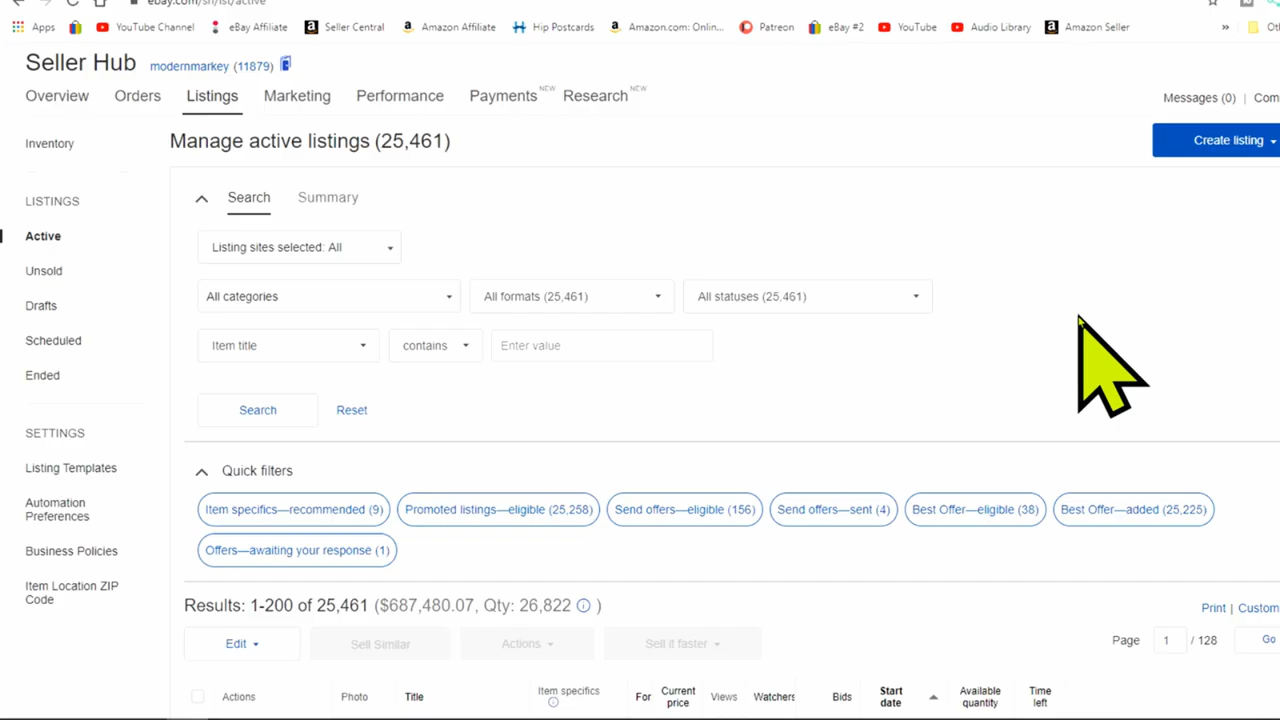 ebay.com/sh/lst/active
Apps YouTube Channel eBay Affiliate Seller Central Amazon Affiliate Hip Postcards Amazon.com: Onlin... Patreon eBay #2 YouTube Audio Library Amazon Seller »
Seller Hub modernmarkey (11879)
Overview Orders Listings Marketing Performance Payments NEW Research NEW
Messages (0) | Com
Inventory
Manage active listings (25,461)
Create listing
LISTINGS
Active
Unsold
Drafts
Scheduled
Ended
SETTINGS
Listing Templates
Automation
Preferences
Business Policies
Item Location ZIP
Code
Search Summary
Listing sites selected: All
All categories All formats (25,461) All statuses (25,461)
Item title contains Enter value
Search Reset
Quick filters
Item specifics—recommended (9) Promoted listings—eligible (25,258) Send offers—eligible (156) Send offers—sent (4) Best Offer—eligible (38) Best Offer—added (25,225)
Offers—awaiting your response (1)
Results: 1-200 of 25,461 ($687,480.07, Qty: 26,822 )
Print | Custom
Edit Sell Similar Actions Sell it faster
Page 1 / 128 Go
Actions Photo Title Item specifics For Current price Views Watchers Bids Start date Available quantity Time left